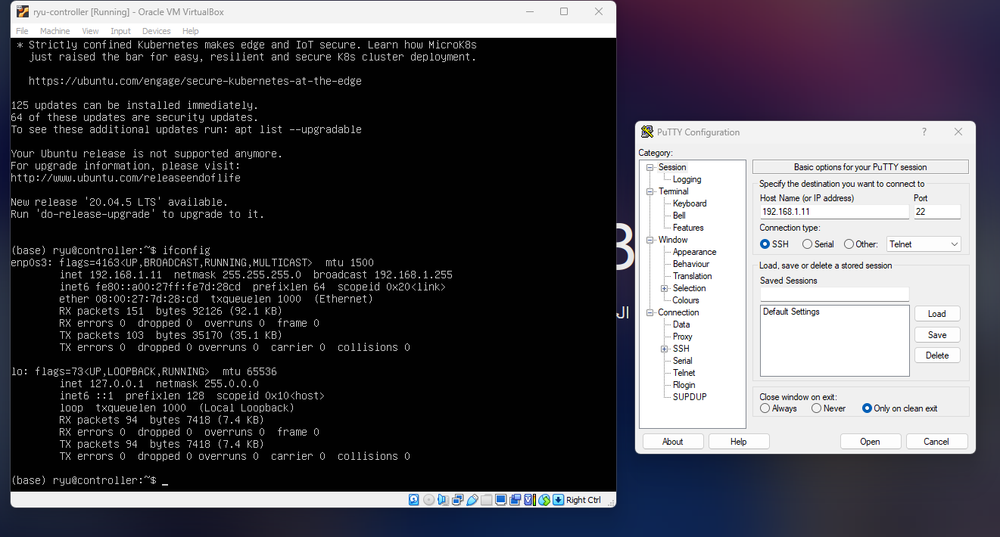 ryu-controller [Running] - Oracle VM VirtualBox
File Machine View Input Devices Help
* Strictly confined Kubernetes makes edge and IoT secure. Learn how MicroK8s
just raised the bar for easy, resilient and secure K8s cluster deployment.
https://ubuntu.com/engage/secure-kubernetes-at-the-edge
125 updates can be installed immediately.
64 of these updates are security updates.
To see these additional updates run: apt list --upgradable
Your Ubuntu release is not supported anymore.
For upgrade information, please visit:
http://www.ubuntu.com/releaseendoflife
New release '20.04.5 LTS' available.
Run 'do-release-upgrade' to upgrade to it.
(base) ryu@controller:~$ ifconfig
enp0s3: flags=4163<UP,BROADCAST,RUNNING,MULTICAST>  mtu 1500
inet 192.168.1.11  netmask 255.255.255.0  broadcast 192.168.1.255
inet6 fe80::a00:27ff:fe7d:28cd  prefixlen 64  scopeid 0x20<link>
ether 08:00:27:7d:28:cd  txqueuelen 1000  (Ethernet)
RX packets 151  bytes 92126 (92.1 KB)
RX errors 0  dropped 0  overruns 0  frame 0
TX packets 103  bytes 35170 (35.1 KB)
TX errors 0  dropped 0 overruns 0  carrier 0  collisions 0
lo: flags=73<UP,LOOPBACK,RUNNING>  mtu 65536
inet 127.0.0.1  netmask 255.0.0.0
inet6 ::1  prefixlen 128  scopeid 0x10<host>
loop  txqueuelen 1000  (Local Loopback)
RX packets 94  bytes 7418 (7.4 KB)
RX errors 0  dropped 0  overruns 0  frame 0
TX packets 94  bytes 7418 (7.4 KB)
TX errors 0  dropped 0 overruns 0  carrier 0  collisions 0
(base) ryu@controller:~$ _
Right Ctrl
3
PuTTY Configuration
? 
Category:
Session
Logging
Terminal
Keyboard
Bell
Features
Window
Appearance
Behaviour
Translation
Selection
Colours
Connection
Data
Proxy
SSH
Serial
Telnet
Rlogin
SUPDUP
Basic options for your PuTTY session
Specify the destination you want to connect to
Host Name (or IP address) Port
192.168.1.11 22
Connection type:
SSH Serial Other: Telnet
Load, save or delete a stored session
Saved Sessions
Default Settings
Load
Save
Delete
Close window on exit:
Always Never Only on clean exit
About Help Open Cancel